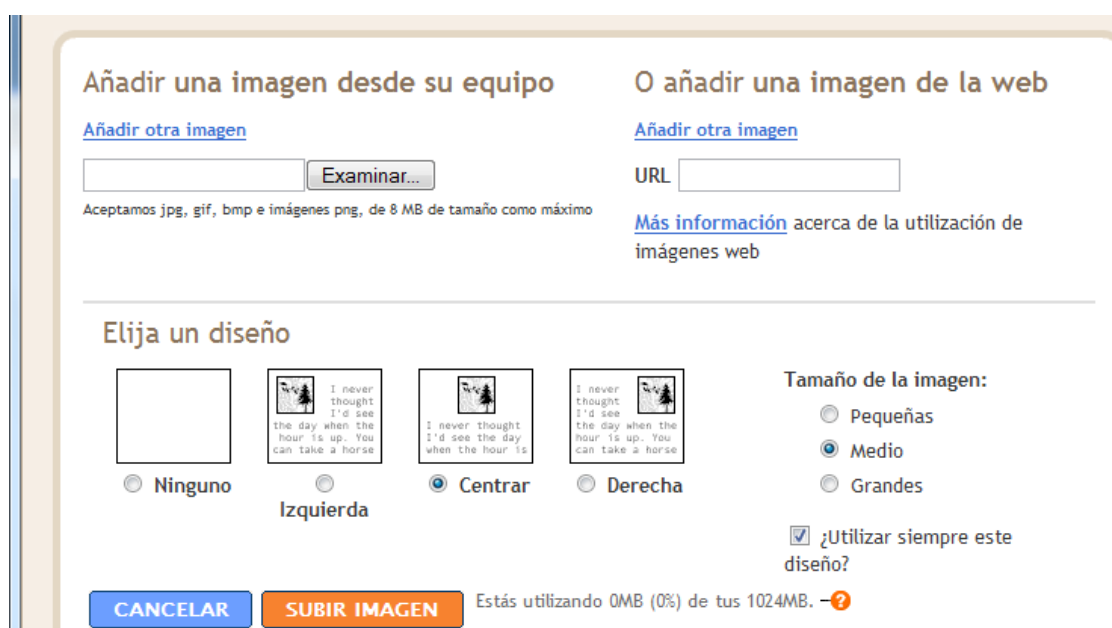 Añadir una imagen desde su equipo
Añadir otra imagen
Examinar...
Aceptamos jpg, gif, bmp e imágenes png, de 8 MB de tamaño como máximo
O añadir una imagen de la web
Añadir otra imagen
URL
Más información acerca de la utilización de
imágenes web
Elija un diseño
Ninguno
I never
thought
I'd see
the day when the
hour is up. You
can take a horse
Izquierda
I never thought
I'd see the day
when the hour is
Centrar
I never
thought
I'd see
the day when the
hour is up. You
can take a horse
Derecha
Tamaño de la imagen:
Pequeñas
Medio
Grandes
¿Utilizar siempre este
diseño?
CANCELAR
SUBIR IMAGEN
Estás utilizando 0MB (0%) de tus 1024MB. –?